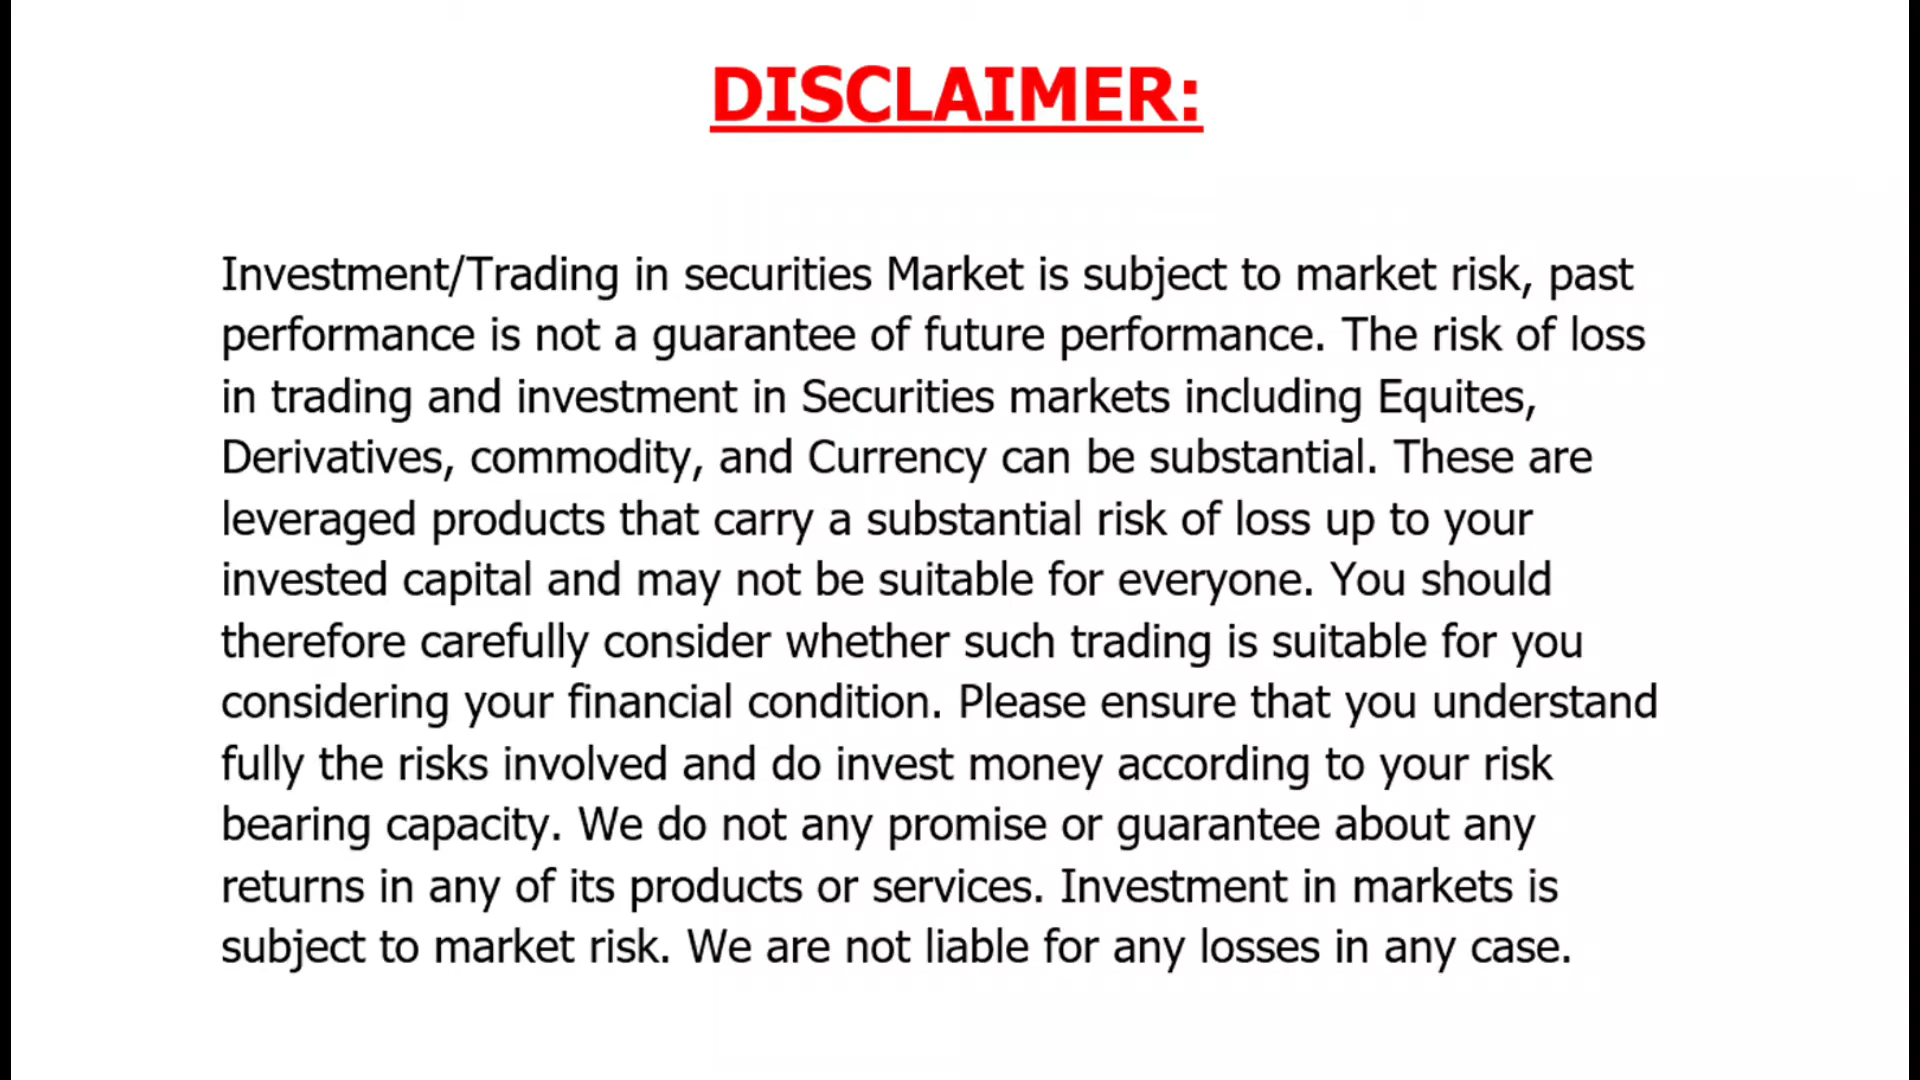 DISCLAIMER:
Investment/Trading in securities Market is subject to market risk, past
performance is not a guarantee of future performance. The risk of loss
in trading and investment in Securities markets including Equites,
Derivatives, commodity, and Currency can be substantial. These are
leveraged products that carry a substantial risk of loss up to your
invested capital and may not be suitable for everyone. You should
therefore carefully consider whether such trading is suitable for you
considering your financial condition. Please ensure that you understand
fully the risks involved and do invest money according to your risk
bearing capacity. We do not any promise or guarantee about any
returns in any of its products or services. Investment in markets is
subject to market risk. We are not liable for any losses in any case.